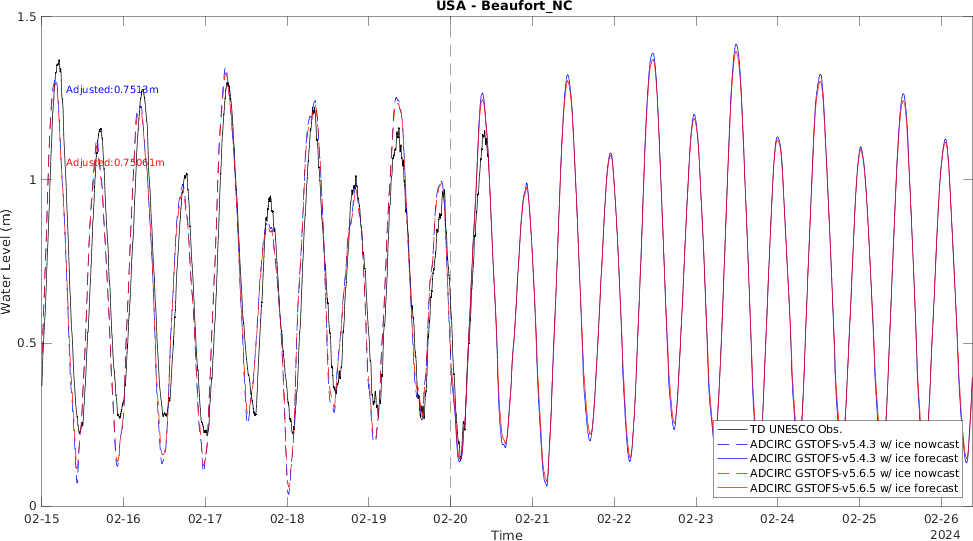 USA - Beaufort_NC
1.5
1
0.5
0
Water Level (m)
Adjusted:0.7513m
Adjusted:0.75061m
TD UNESCO Obs.
ADCIRC GSTOFS-v5.4.3 w/ ice nowcast
ADCIRC GSTOFS-v5.4.3 w/ ice forecast
ADCIRC GSTOFS-v5.6.5 w/ ice nowcast
ADCIRC GSTOFS-v5.6.5 w/ ice forecast
02-15 02-16 02-17 02-18 02-19 02-20 02-21 02-22 02-23 02-24 02-25 02-26
Time
2024